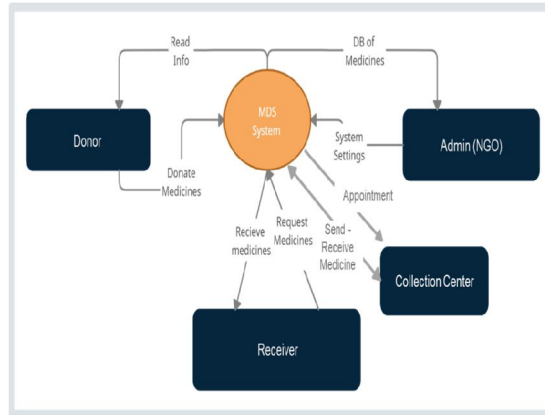 Read
Info
DB of
Medicines
MDS
System
Donor
Admin (NGO)
System
Settings
Donate
Medicines
Appointment
Recieve
medicines
Request
Medicines
Send -
Receive
Medicine
Collection Center
Receiver